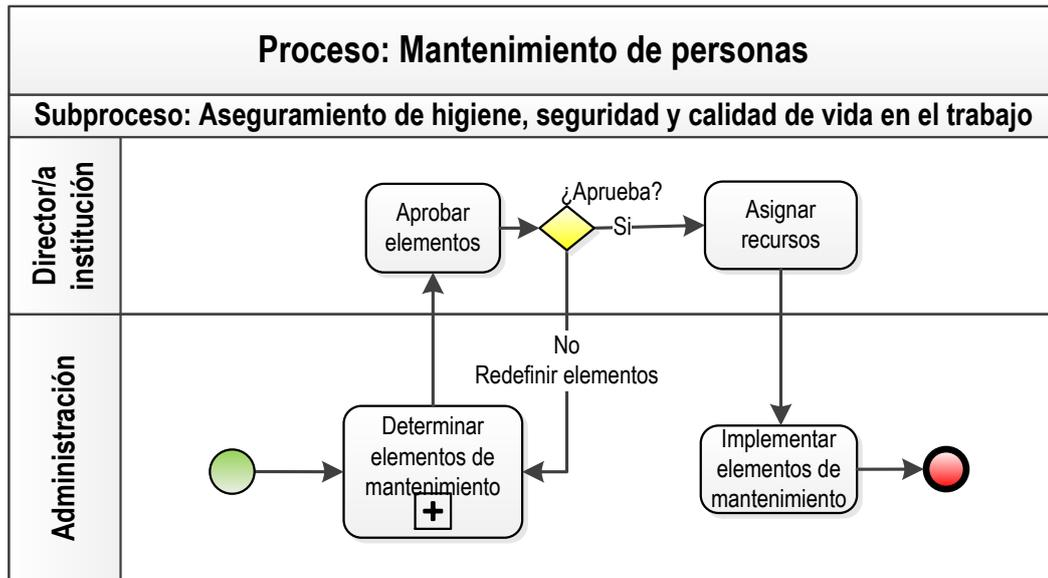 Proceso: Mantenimiento de personas
Subproceso: Aseguramiento de higiene, seguridad y calidad de vida en el trabajo
Director/a
institución
Aprobar
elementos
¿Aprueba?
Si
Asignar
recursos
No
Redefinir elementos
Administración
Determinar
elementos de
mantenimiento
Implementar
elementos de
mantenimiento